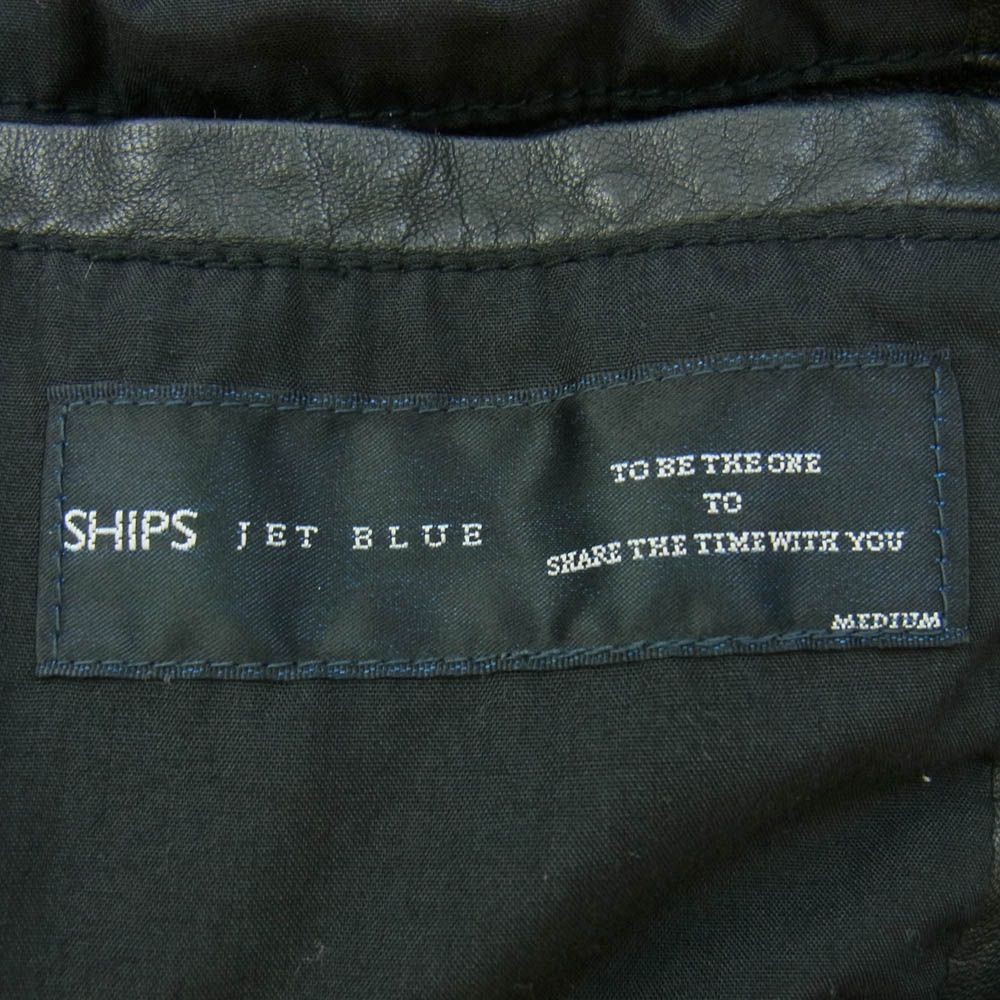 SHIPS JET BLUE
TO BE THE ONE
TO
SHARE THE TIME WITH YOU
MEDIUM